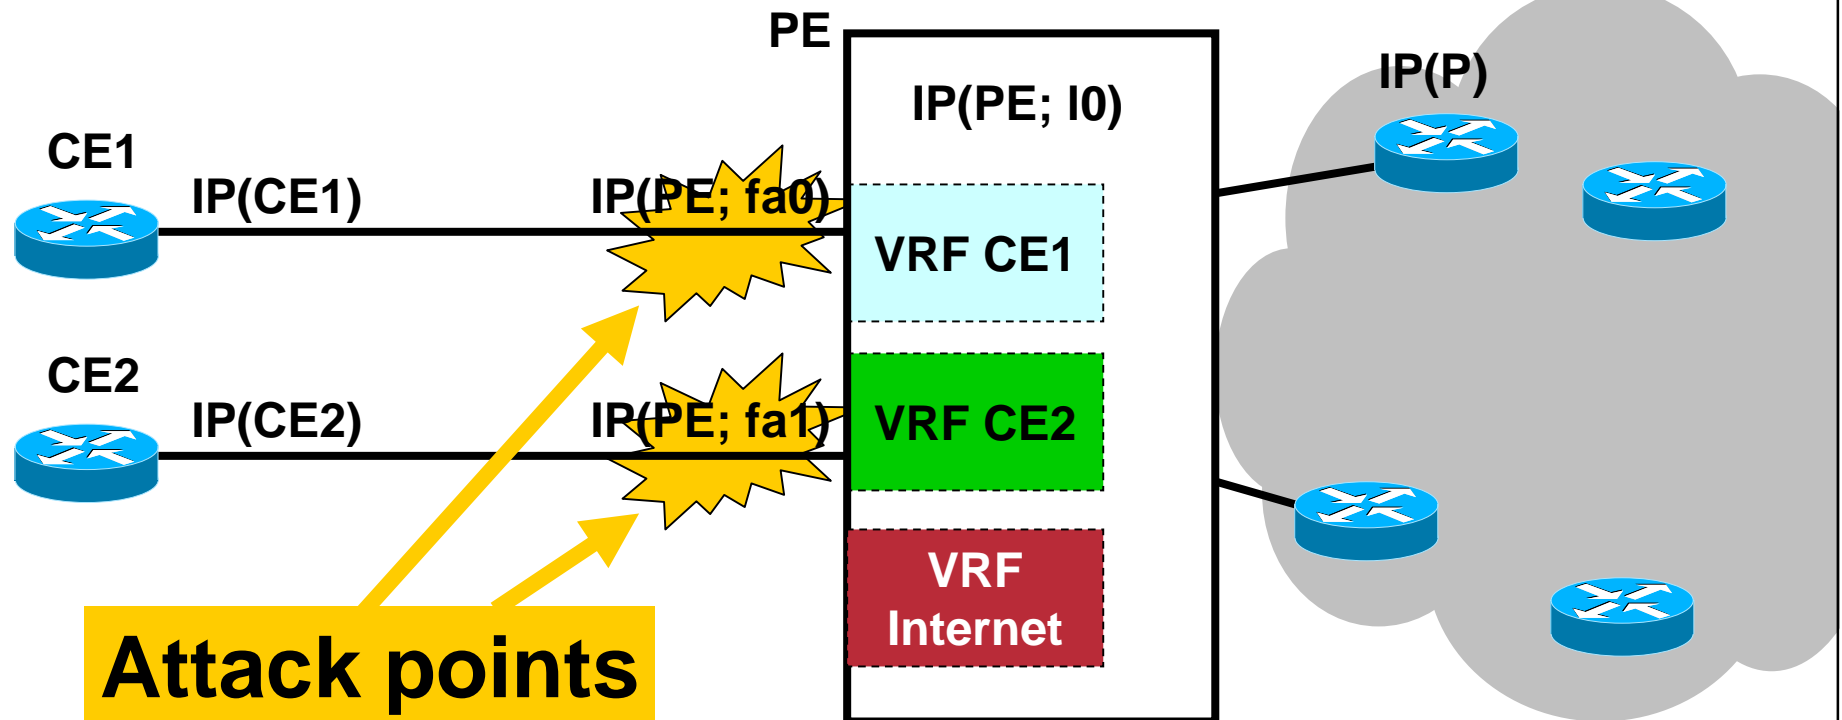 PE
IP(P)
IP(PE; l0)
CE1
IP(CE1)
IP(PE; fa0)
VRF CE1
CE2
IP(CE2)
IP(PE; fa1)
VRF CE2
VRF
Internet
Attack points